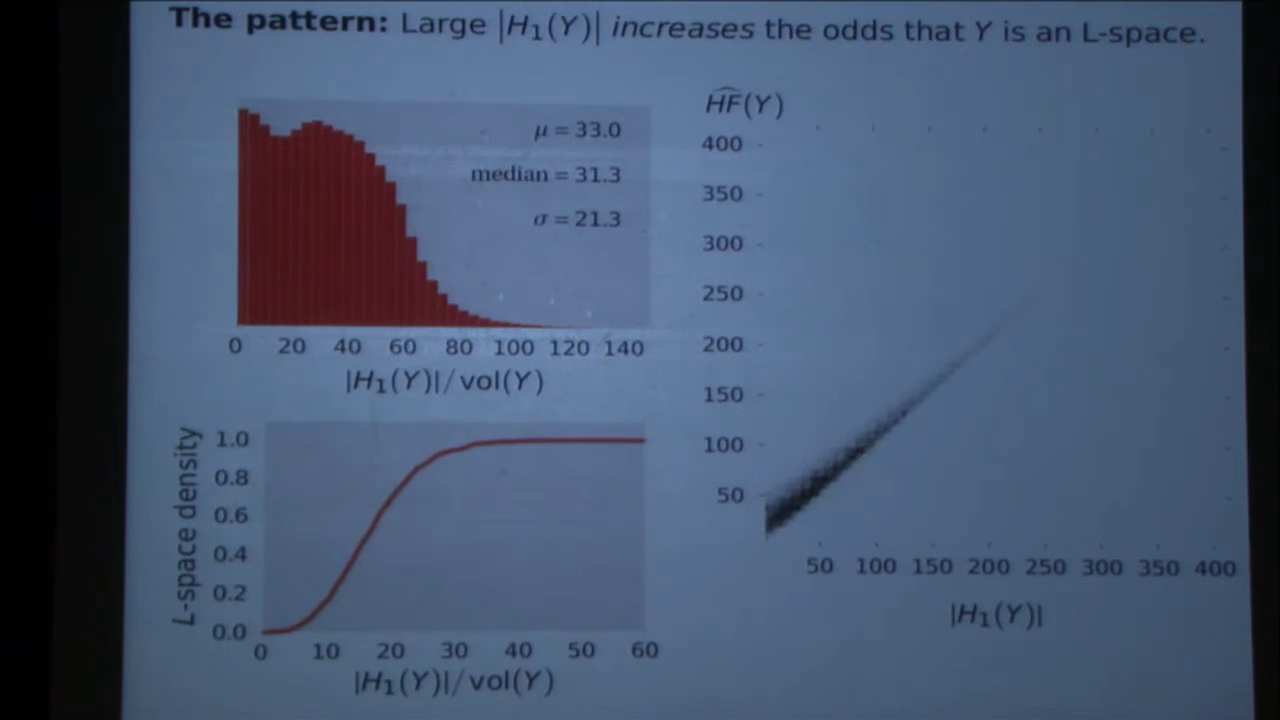 The pattern: Large |H₁(Y)| increases the odds that Y is an L-space.
μ = 33.0
median = 31.3
σ = 21.3
0 20 40 60 80 100 120 140
|H₁(Y)|/vol(Y)
L-space density
1.0
0.8
0.6
0.4
0.2
0.0
0 10 20 30 40 50 60
|H₁(Y)|/vol(Y)
\widehat{HF}(Y)
400
350
300
250
200
150
100
50
50 100 150 200 250 300 350 400
|H₁(Y)|